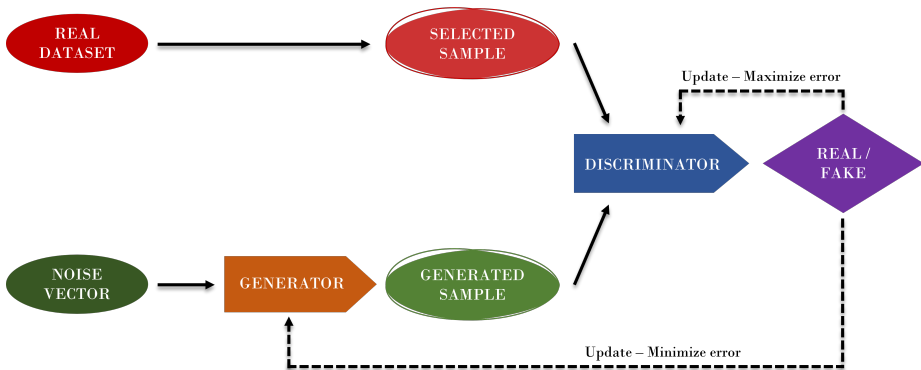 REAL
DATASET
SELECTED
SAMPLE
Update – Maximize error
DISCRIMINATOR
REAL /
FAKE
NOISE
VECTOR
GENERATOR
GENERATED
SAMPLE
Update – Minimize error